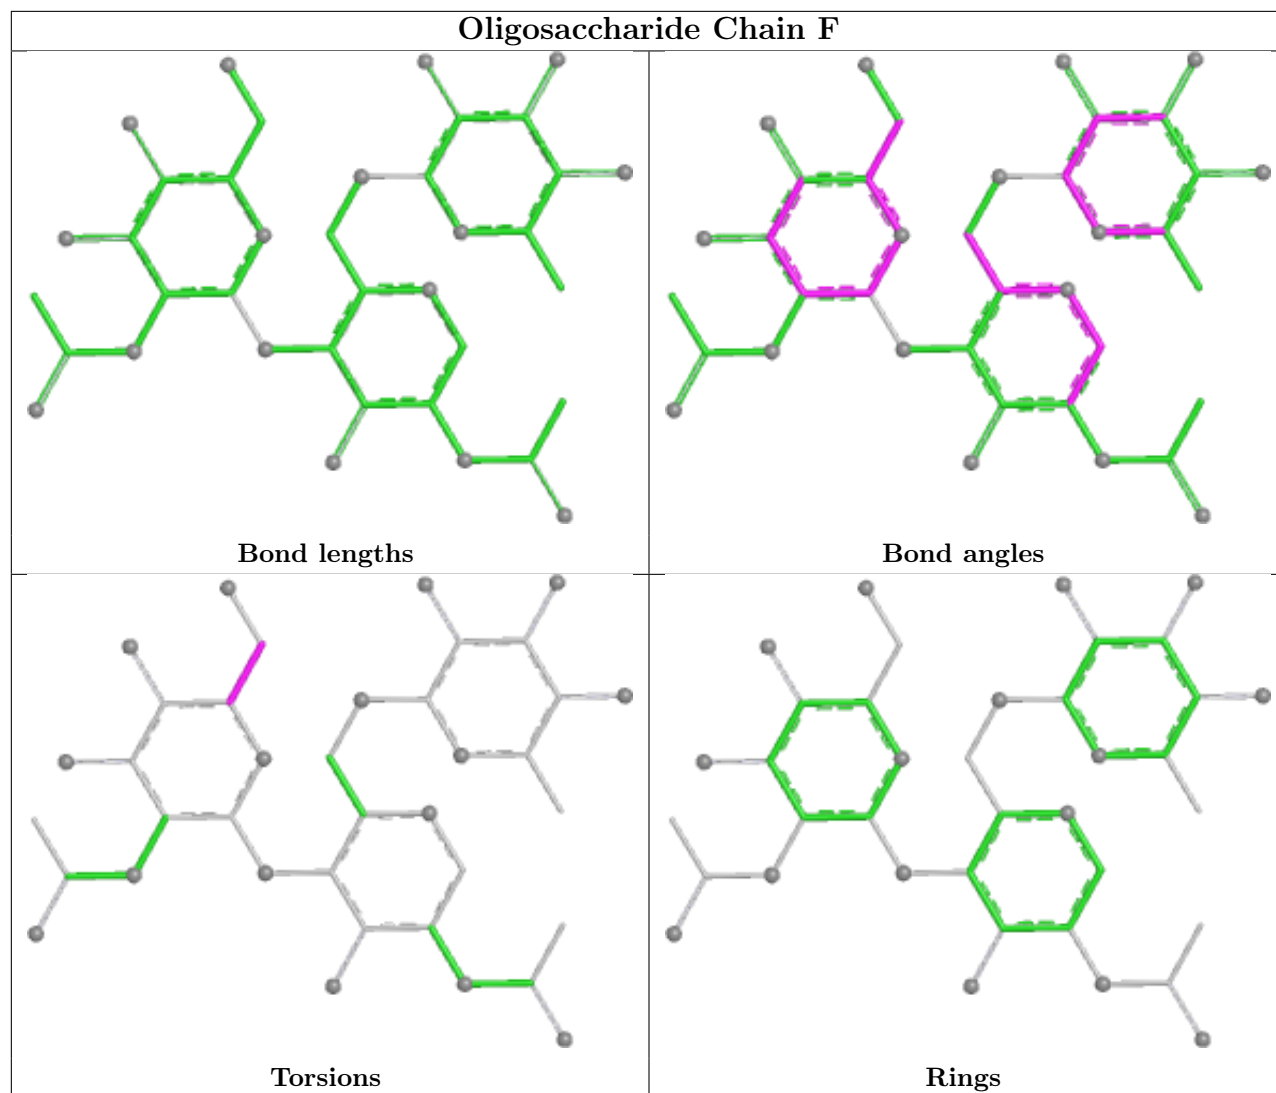 Oligosaccharide Chain F
Bond lengths
Bond angles
Torsions
Rings